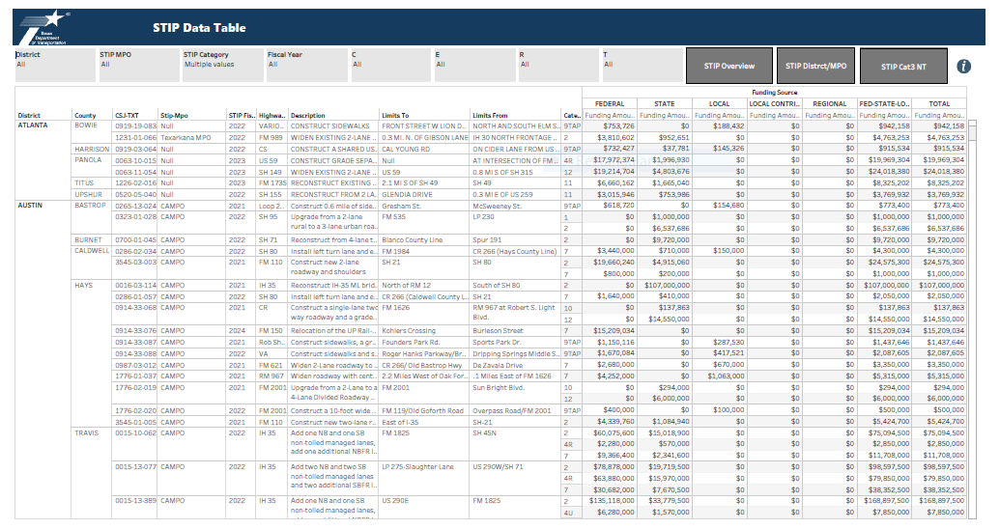 Texas
Department
of Transportation
STIP Data Table
District STIP MPO STIP Category Fiscal Year C E R T
All All Multiple values All All All All All
STIP Overview STIP Distrct/MPO STIP Cat3 NT i
Funding Source
FEDERAL STATE LOCAL LOCAL CONTRI.. REGIONAL FED-STATE-LO.. TOTAL
District County CSJ-TXT Stip-Mpo STIP Fis.. Highwa.. Description Limits To Limits From Cate.. Funding Amou.. Funding Amou.. Funding Amou.. Funding Amou.. Funding Amou.. Funding Amou.. Funding Amou..
ATLANTA BOWIE 0919-19-083 Null 2022 VARIO.. CONSTRUCT SIDEWALKS FRONT STREET W LION D.. NORTH AND SOUTH ELM S.. 9TAP $753,726 $0 $188,432 $0 $0 $942,158 $942,158
1231-01-066 Texarkana MPO 2022 FM 989 WIDEN EXISTING 2-LANE .. 0.3 MI. N. OF GIBSON LANE IH 30 NORTH FRONTAGE .. 2 $3,810,602 $952,651 $0 $0 $0 $4,763,253 $4,763,253
HARRISON 0919-03-064 Null 2022 CS CONSTRUCT A SHARED US.. CAL YOUNG RD ON CIDER LANE FROM US .. 9TAP $732,427 $37,781 $145,326 $0 $0 $915,534 $915,534
PANOLA 0063-10-015 Null 2023 US 59 CONSTRUCT GRADE SEPA.. AT INTERSECTION OF FM.. 4R $17,972,374 $1,996,930 $0 $0 $0 $19,969,304 $19,969,304
0063-11-054 Null 2023 SH 149 WIDEN EXISTING 2-LANE .. US 59 0.8 MI S OF SH 315 12 $19,214,704 $4,803,676 $0 $0 $0 $24,018,380 $24,018,380
TITUS 1226-02-016 Null 2023 FM 1735 RECONSTRUCT EXISTING .. 2.1 MI S OF SH 49 SH 49 11 $6,660,162 $1,665,040 $0 $0 $0 $8,325,202 $8,325,202
UPSHUR 0520-05-040 Null 2022 SH 155 RECONSTRUCT FROM 2 LA.. GLENDIA DRIVE 0.3 MI E OF US 259 11 $3,015,946 $753,986 $0 $0 $0 $3,769,932 $3,769,932
AUSTIN BASTROP 0265-13-024 CAMPO 2021 Loop 2.. Construct 0.6 mile of side.. Gresham St. McSweeney St. 9TAP $618,720 $0 $154,680 $0 $0 $773,400 $773,400
0323-01-028 CAMPO 2022 SH 95 Upgrade from a 2-lane FM 535 LP 230 1 $0 $1,000,000 $0 $0 $0 $1,000,000 $1,000,000
rural to a 3-lane urban roa.. 2 $0 $6,537,686 $0 $0 $0 $6,537,686 $6,537,686
BURNET 0700-01-045 CAMPO 2022 SH 71 Reconstruct from 4-lane t.. Blanco County Line Spur 191 2 $0 $9,720,000 $0 $0 $0 $9,720,000 $9,720,000
CALDWELL 0286-02-034 CAMPO 2022 SH 80 Install left turn lane and e.. FM 1984 CR 266 (Hays County Line) 7 $3,440,000 $710,000 $150,000 $0 $0 $4,300,000 $4,300,000
3545-03-003 CAMPO 2022 FM 110 Construct new 2-lane SH 21 SH 80 2 $19,660,240 $4,915,060 $0 $0 $0 $24,575,300 $24,575,300
roadway and shoulders 7 $800,000 $200,000 $0 $0 $0 $1,000,000 $1,000,000
HAYS 0016-03-114 CAMPO 2021 IH 35 Reconstruct IH-35 ML brid.. North of RM 12 South of SH 80 2 $0 $107,000,000 $0 $0 $0 $107,000,000 $107,000,000
0286-01-057 CAMPO 2022 SH 80 Install left turn lane and e.. CR 266 (Caldwell County L.. SH 21 7 $1,640,000 $410,000 $0 $0 $0 $2,050,000 $2,050,000
0914-33-068 CAMPO 2021 CR Construct a single-lane two FM 1626 RM 967 at Robert S. Light 10 $0 $137,863 $0 $0 $0 $137,863 $137,863
way roadway and a grade.. Blvd. 12 $0 $14,550,000 $0 $0 $0 $14,550,000 $14,550,000
0914-33-076 CAMPO 2024 FM 150 Relocation of the UP Rail-.. Kohlers Crossing Burleson Street 7 $15,209,034 $0 $0 $0 $0 $15,209,034 $15,209,034
0914-33-087 CAMPO 2021 Rob Sh.. Construct sidewalks, a gr.. Founders Park Rd. Sports Park Dr. 9TAP $1,150,116 $0 $287,530 $0 $0 $1,437,646 $1,437,646
0914-33-088 CAMPO 2022 VA Construct sidewalks and s.. Roger Hanks Parkway/Br.. Dripping Springs Middle S.. 9TAP $1,670,084 $0 $417,521 $0 $0 $2,087,605 $2,087,605
0987-03-012 CAMPO 2021 FM 621 Widen 2-Lane roadway to .. CR 266/ Old Bastrop Hwy De Zavala Drive 7 $2,680,000 $0 $670,000 $0 $0 $3,350,000 $3,350,000
1776-01-037 CAMPO 2021 RM 967 Widen roadway with cent.. 2.2 Miles West of Oak For.. .1 Miles East of FM 1626 7 $4,252,000 $0 $1,063,000 $0 $0 $5,315,000 $5,315,000
1776-02-019 CAMPO 2021 FM 2001 Upgrade from a 2-Lane to a FM 2001 Sun Bright Blvd. 10 $0 $294,000 $0 $0 $0 $294,000 $294,000
4-Lane Divided Roadway .. 12 $0 $6,000,000 $0 $0 $0 $6,000,000 $6,000,000
1776-02-020 CAMPO 2022 FM 2001 Construct a 10-foot wide .. FM 119/Old Goforth Road Overpass Road/FM 2001 9TAP $400,000 $0 $100,000 $0 $0 $500,000 $500,000
3545-01-005 CAMPO 2021 FM 110 Construct new two-lane r.. East of I-35 SH-21 2 $4,339,760 $1,084,940 $0 $0 $0 $5,424,700 $5,424,700
TRAVIS 0015-10-062 CAMPO 2022 IH 35 Add one NB and one SB FM 1825 SH 45N 2 $60,075,600 $15,018,900 $0 $0 $0 $75,094,500 $75,094,500
non-tolled managed lanes, 4R $2,280,000 $570,000 $0 $0 $0 $2,850,000 $2,850,000
add one additional NBFR l.. 7 $9,366,400 $2,341,600 $0 $0 $0 $11,708,000 $11,708,000
0015-13-077 CAMPO 2022 IH 35 Add two NB and two SB LP 275-Slaughter Lane US 290W/SH 71 2 $78,878,000 $19,719,500 $0 $0 $0 $98,597,500 $98,597,500
non-tolled managed lanes 4R $63,880,000 $15,970,000 $0 $0 $0 $79,850,000 $79,850,000
and two additional SBFR l.. 7 $30,682,000 $7,670,500 $0 $0 $0 $38,352,500 $38,352,500
0015-13-389 CAMPO 2022 IH 35 Add one NB and one SB US 290E FM 1825 2 $135,118,000 $33,779,500 $0 $0 $0 $168,897,500 $168,897,500
non-tolled managed lanes, 4U $6,280,000 $1,570,000 $0 $0 $0 $7,850,000 $7,850,000